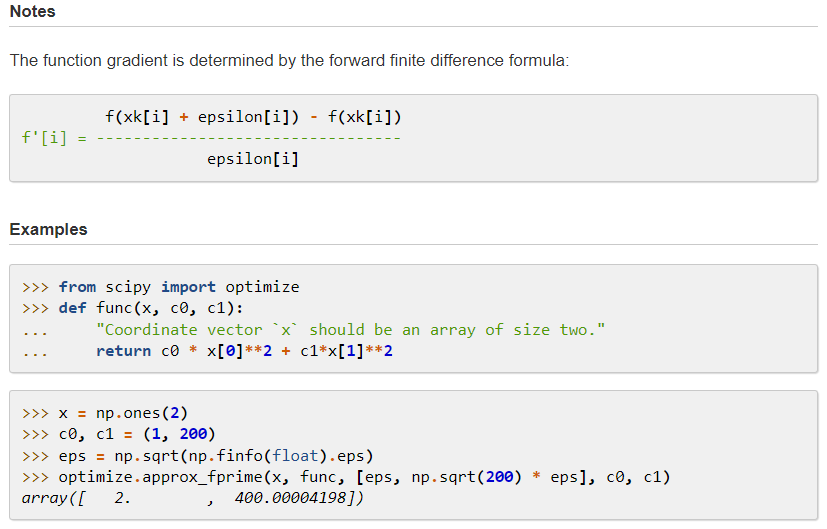 Notes
The function gradient is determined by the forward finite difference formula:
         f(xk[i] + epsilon[i]) - f(xk[i])
f'[i] = ---------------------------------
                    epsilon[i]
Examples
>>> from scipy import optimize
>>> def func(x, c0, c1):
...     "Coordinate vector `x` should be an array of size two."
...     return c0 * x[0]**2 + c1*x[1]**2
>>> x = np.ones(2)
>>> c0, c1 = (1, 200)
>>> eps = np.sqrt(np.finfo(float).eps)
>>> optimize.approx_fprime(x, func, [eps, np.sqrt(200) * eps], c0, c1)
array([   2.        ,  400.00004198])